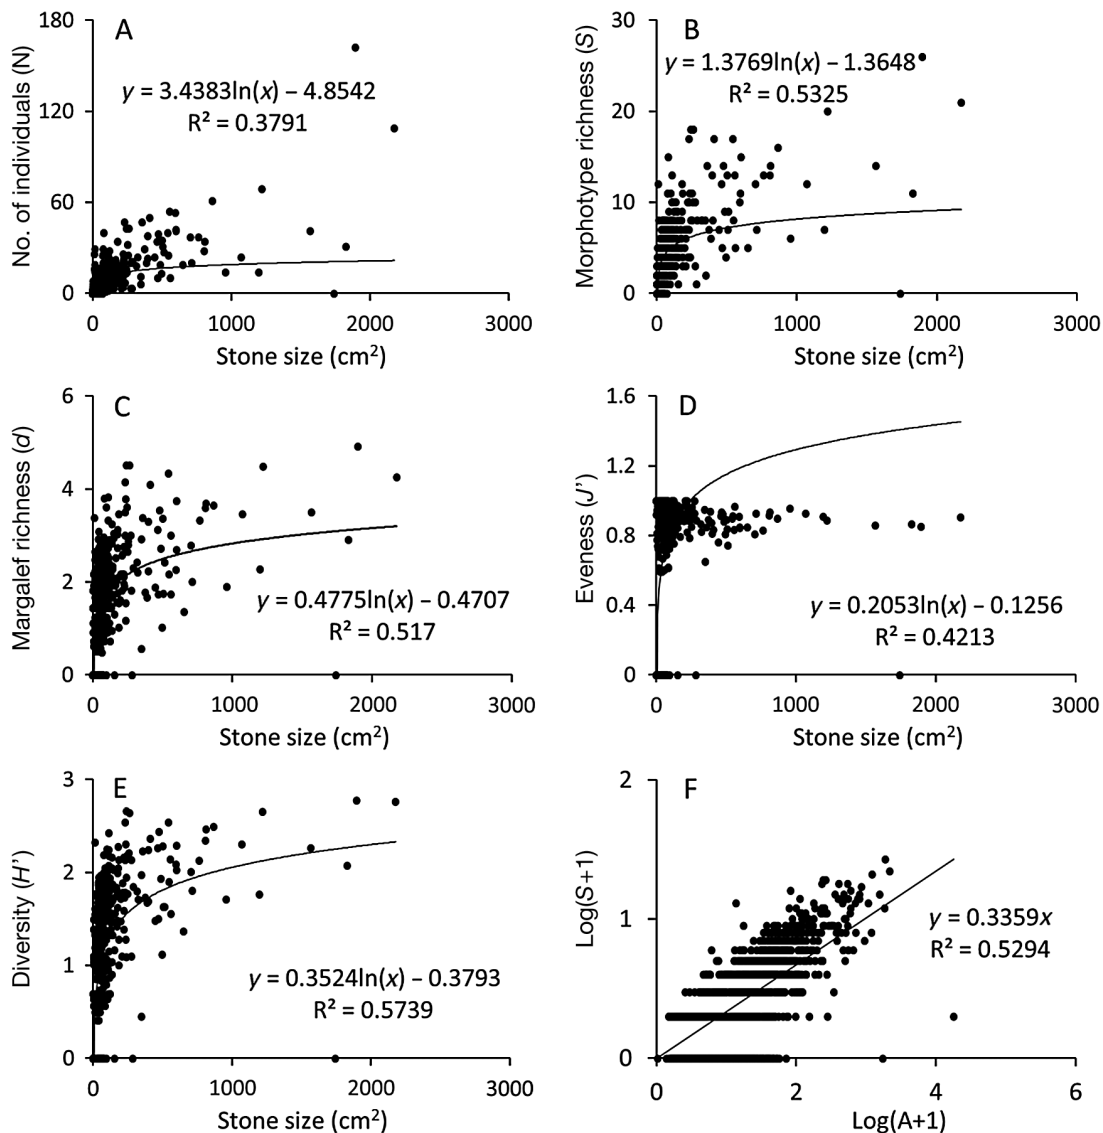 A
180
120
60
0
No. of individuals (N)
y = 3.4383ln(x) − 4.8542
R² = 0.3791
0 1000 2000 3000
Stone size (cm²)
B
30
20
10
0
Morphotype richness (S)
y = 1.3769ln(x) − 1.3648
R² = 0.5325
0 1000 2000 3000
Stone size (cm²)
C
6
4
2
0
Margalef richness (d)
y = 0.4775ln(x) − 0.4707
R² = 0.517
0 1000 2000 3000
Stone size (cm²)
D
1.6
1.2
0.8
0.4
0
Eveness (J’)
y = 0.2053ln(x) − 0.1256
R² = 0.4213
0 1000 2000 3000
Stone size (cm²)
E
3
2
1
0
Diversity (H’)
y = 0.3524ln(x) − 0.3793
R² = 0.5739
0 1000 2000 3000
Stone size (cm²)
F
2
1
0
Log(S+1)
y = 0.3359x
R² = 0.5294
0 2 4 6
Log(A+1)